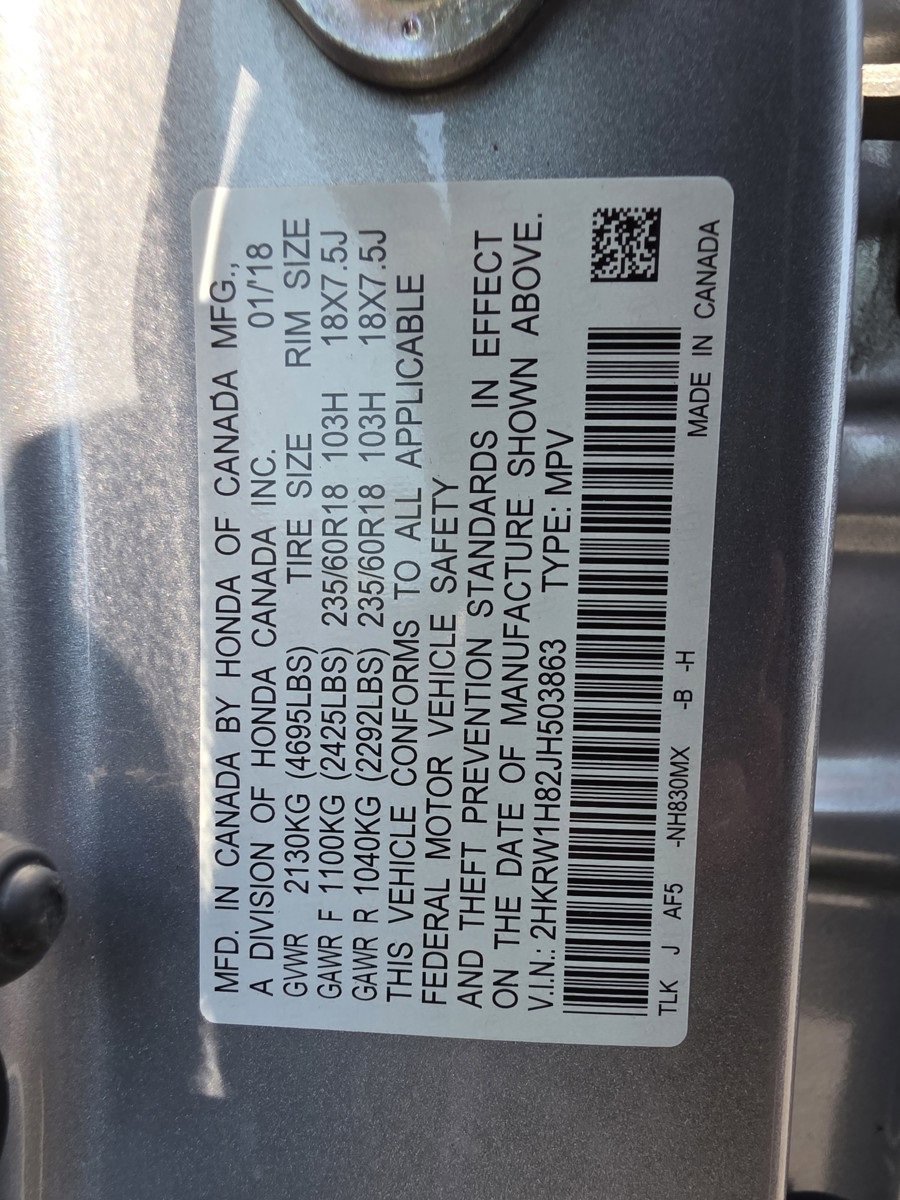 MFD. IN CANADA BY HONDA OF CANADA MFG.,
A DIVISION OF HONDA CANADA INC. 01/'18
GVWR 2130KG (4695LBS) TIRE SIZE RIM SIZE
GAWR F 1100KG (2425LBS) 235/60R18 103H 18X7.5J
GAWR R 1040KG (2292LBS) 235/60R18 103H 18X7.5J
THIS VEHICLE CONFORMS TO ALL APPLICABLE
FEDERAL MOTOR VEHICLE SAFETY
AND THEFT PREVENTION STANDARDS IN EFFECT
ON THE DATE OF MANUFACTURE SHOWN ABOVE.
V.I.N.: 2HKRW1H82JH503863 TYPE: MPV
TLK J AF5 -NH830MX -B -H MADE IN CANADA